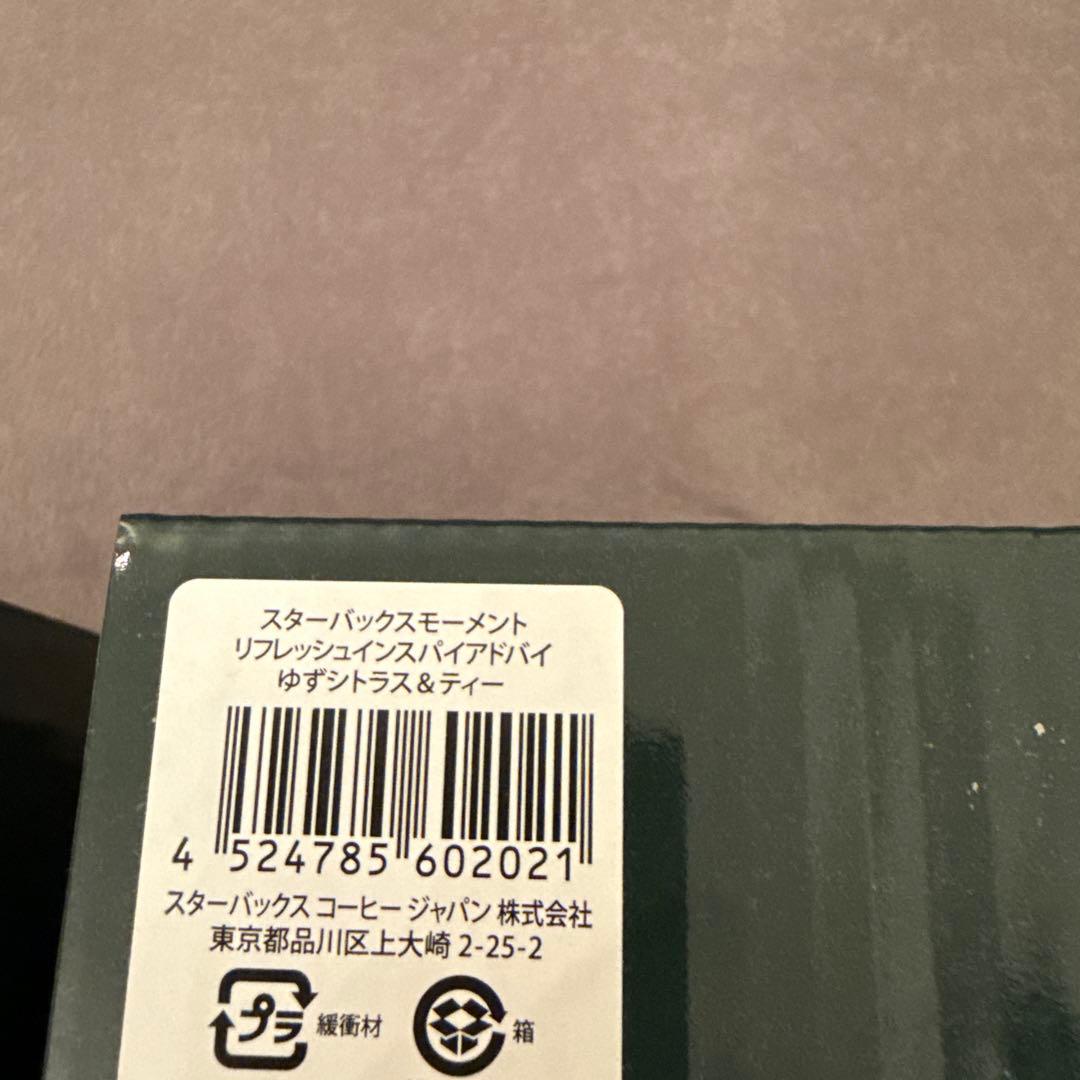 スターバックスモーメント
リフレッシュインスパイアドバイ
ゆずシトラス＆ティー
4 524785 602021
スターバックス コーヒー ジャパン 株式会社
東京都品川区上大崎 2-25-2
プラ 緩衝材 箱